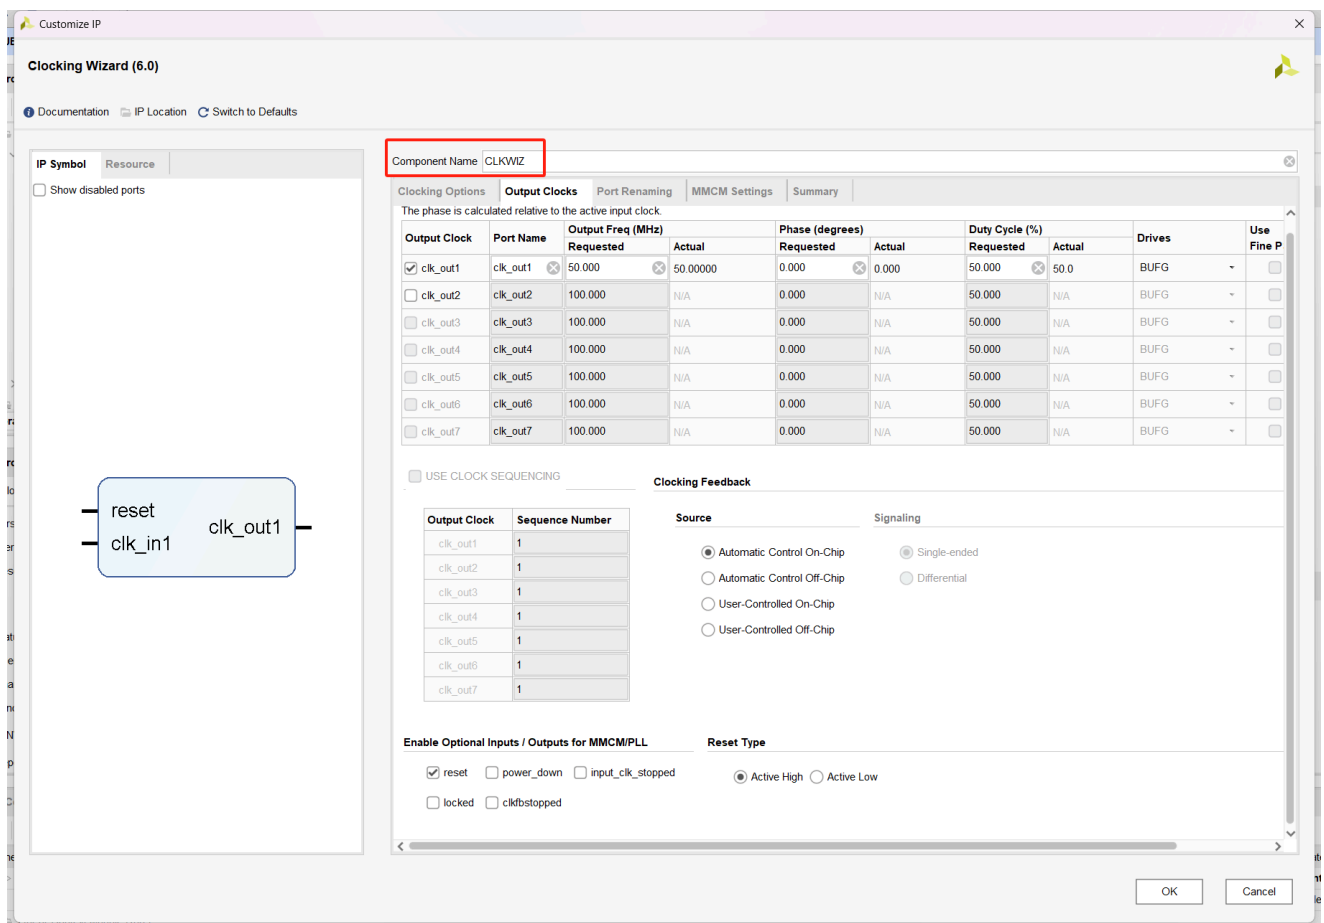 Customize IP
Clocking Wizard (6.0)
Documentation IP Location Switch to Defaults
IP Symbol Resource
Show disabled ports
reset
clk_in1
clk_out1
Component Name CLKWIZ
Clocking Options Output Clocks Port Renaming MMCM Settings Summary
The phase is calculated relative to the active input clock.
Output Clock Port Name Output Freq (MHz) Phase (degrees) Duty Cycle (%) Drives Use
Requested Actual Requested Actual Requested Actual Fine P
clk_out1 clk_out1 50.000 50.00000 0.000 0.000 50.000 50.0 BUFG
clk_out2 clk_out2 100.000 N/A 0.000 N/A 50.000 N/A BUFG
clk_out3 clk_out3 100.000 N/A 0.000 N/A 50.000 N/A BUFG
clk_out4 clk_out4 100.000 N/A 0.000 N/A 50.000 N/A BUFG
clk_out5 clk_out5 100.000 N/A 0.000 N/A 50.000 N/A BUFG
clk_out6 clk_out6 100.000 N/A 0.000 N/A 50.000 N/A BUFG
clk_out7 clk_out7 100.000 N/A 0.000 N/A 50.000 N/A BUFG
USE CLOCK SEQUENCING
Output Clock Sequence Number
clk_out1 1
clk_out2 1
clk_out3 1
clk_out4 1
clk_out5 1
clk_out6 1
clk_out7 1
Clocking Feedback
Source Signaling
Automatic Control On-Chip Single-ended
Automatic Control Off-Chip Differential
User-Controlled On-Chip
User-Controlled Off-Chip
Enable Optional Inputs / Outputs for MMCM/PLL
reset power_down input_clk_stopped
locked clkfbstopped
Reset Type
Active High Active Low
OK Cancel